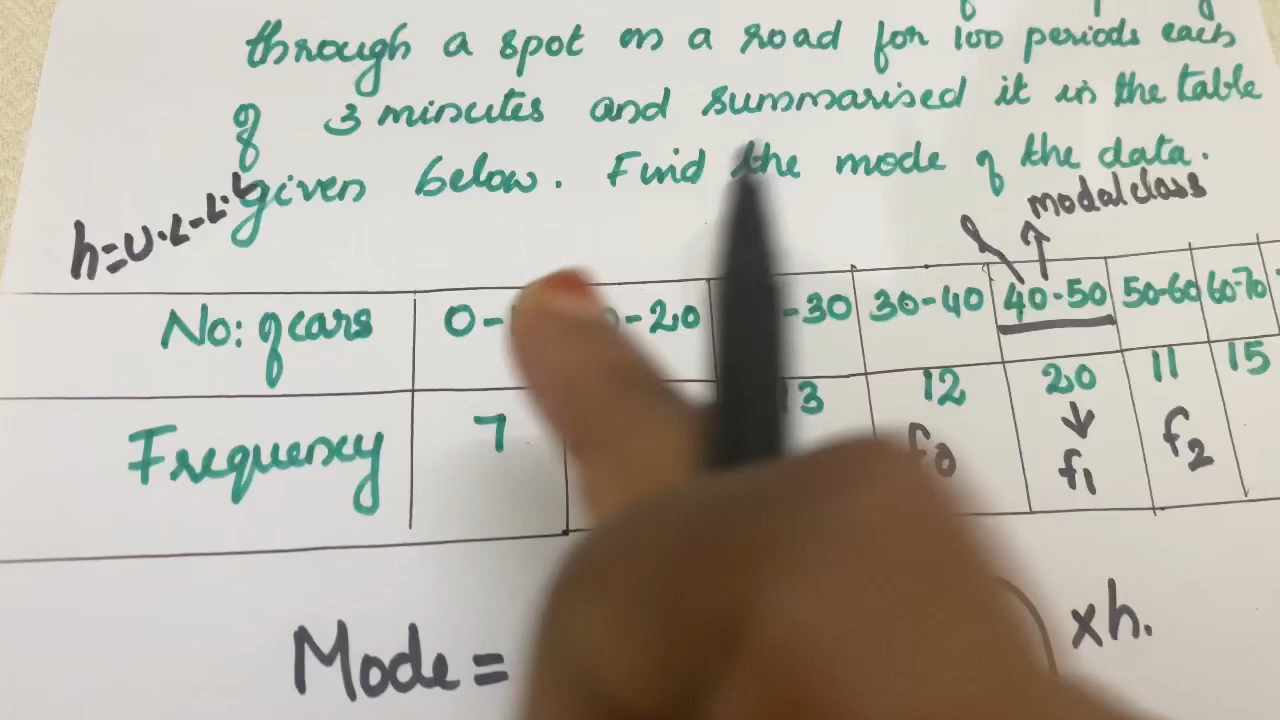 through a spot on a road for 100 periods each
of 3 minutes and summarised it in the table
given below. Find the mode of the data.
h=U.L-L.L
modal class
l
No: of cars 0- -20 -30 30-40 40-50 50-60 60-70
Frequency 7 3 12 20 11 15
f0 f1 f2
Mode = xh.